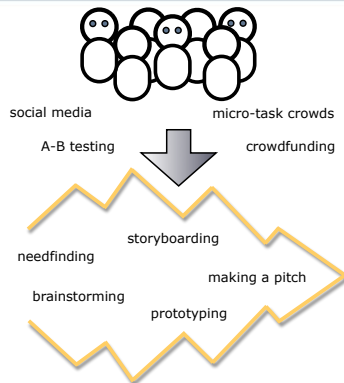 social media
micro-task crowds
A-B testing
crowdfunding
storyboarding
needfinding
making a pitch
brainstorming
prototyping